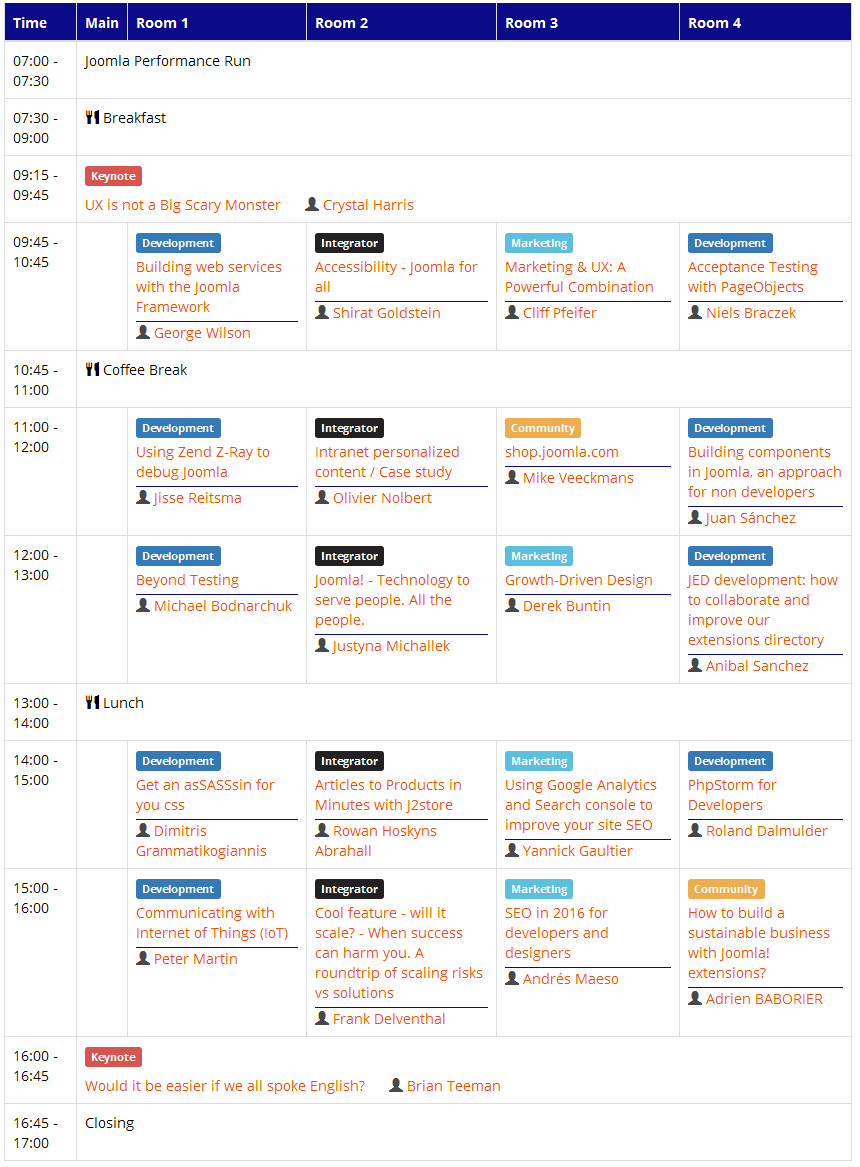 Time Main Room 1 Room 2 Room 3 Room 4
07:00 -
07:30
Joomla Performance Run
07:30 -
09:00
Breakfast
09:15 -
09:45
Keynote
UX is not a Big Scary Monster Crystal Harris
09:45 -
10:45
Development
Building web services
with the Joomla
Framework
George Wilson
Integrator
Accessibility - Joomla for
all
Shirat Goldstein
Marketing
Marketing & UX: A
Powerful Combination
Cliff Pfeifer
Development
Acceptance Testing
with PageObjects
Niels Braczek
10:45 -
11:00
Coffee Break
11:00 -
12:00
Development
Using Zend Z-Ray to
debug Joomla
Jisse Reitsma
Integrator
Intranet personalized
content / Case study
Olivier Nolbert
Community
shop.joomla.com
Mike Veeckmans
Development
Building components
in Joomla, an approach
for non developers
Juan Sánchez
12:00 -
13:00
Development
Beyond Testing
Michael Bodnarchuk
Integrator
Joomla! - Technology to
serve people. All the
people.
Justyna Michallek
Marketing
Growth-Driven Design
Derek Buntin
Development
JED development: how
to collaborate and
improve our
extensions directory
Anibal Sanchez
13:00 -
14:00
Lunch
14:00 -
15:00
Development
Get an asSASSsin for
you css
Dimitris
Grammatikogiannis
Integrator
Articles to Products in
Minutes with J2store
Rowan Hoskyns
Abrahall
Marketing
Using Google Analytics
and Search console to
improve your site SEO
Yannick Gaultier
Development
PhpStorm for
Developers
Roland Dalmulder
15:00 -
16:00
Development
Communicating with
Internet of Things (IoT)
Peter Martin
Integrator
Cool feature - will it
scale? - When success
can harm you. A
roundtrip of scaling risks
vs solutions
Frank Delventhal
Marketing
SEO in 2016 for
developers and
designers
Andrés Maeso
Community
How to build a
sustainable business
with Joomla!
extensions?
Adrien BABORIER
16:00 -
16:45
Keynote
Would it be easier if we all spoke English? Brian Teeman
16:45 -
17:00
Closing